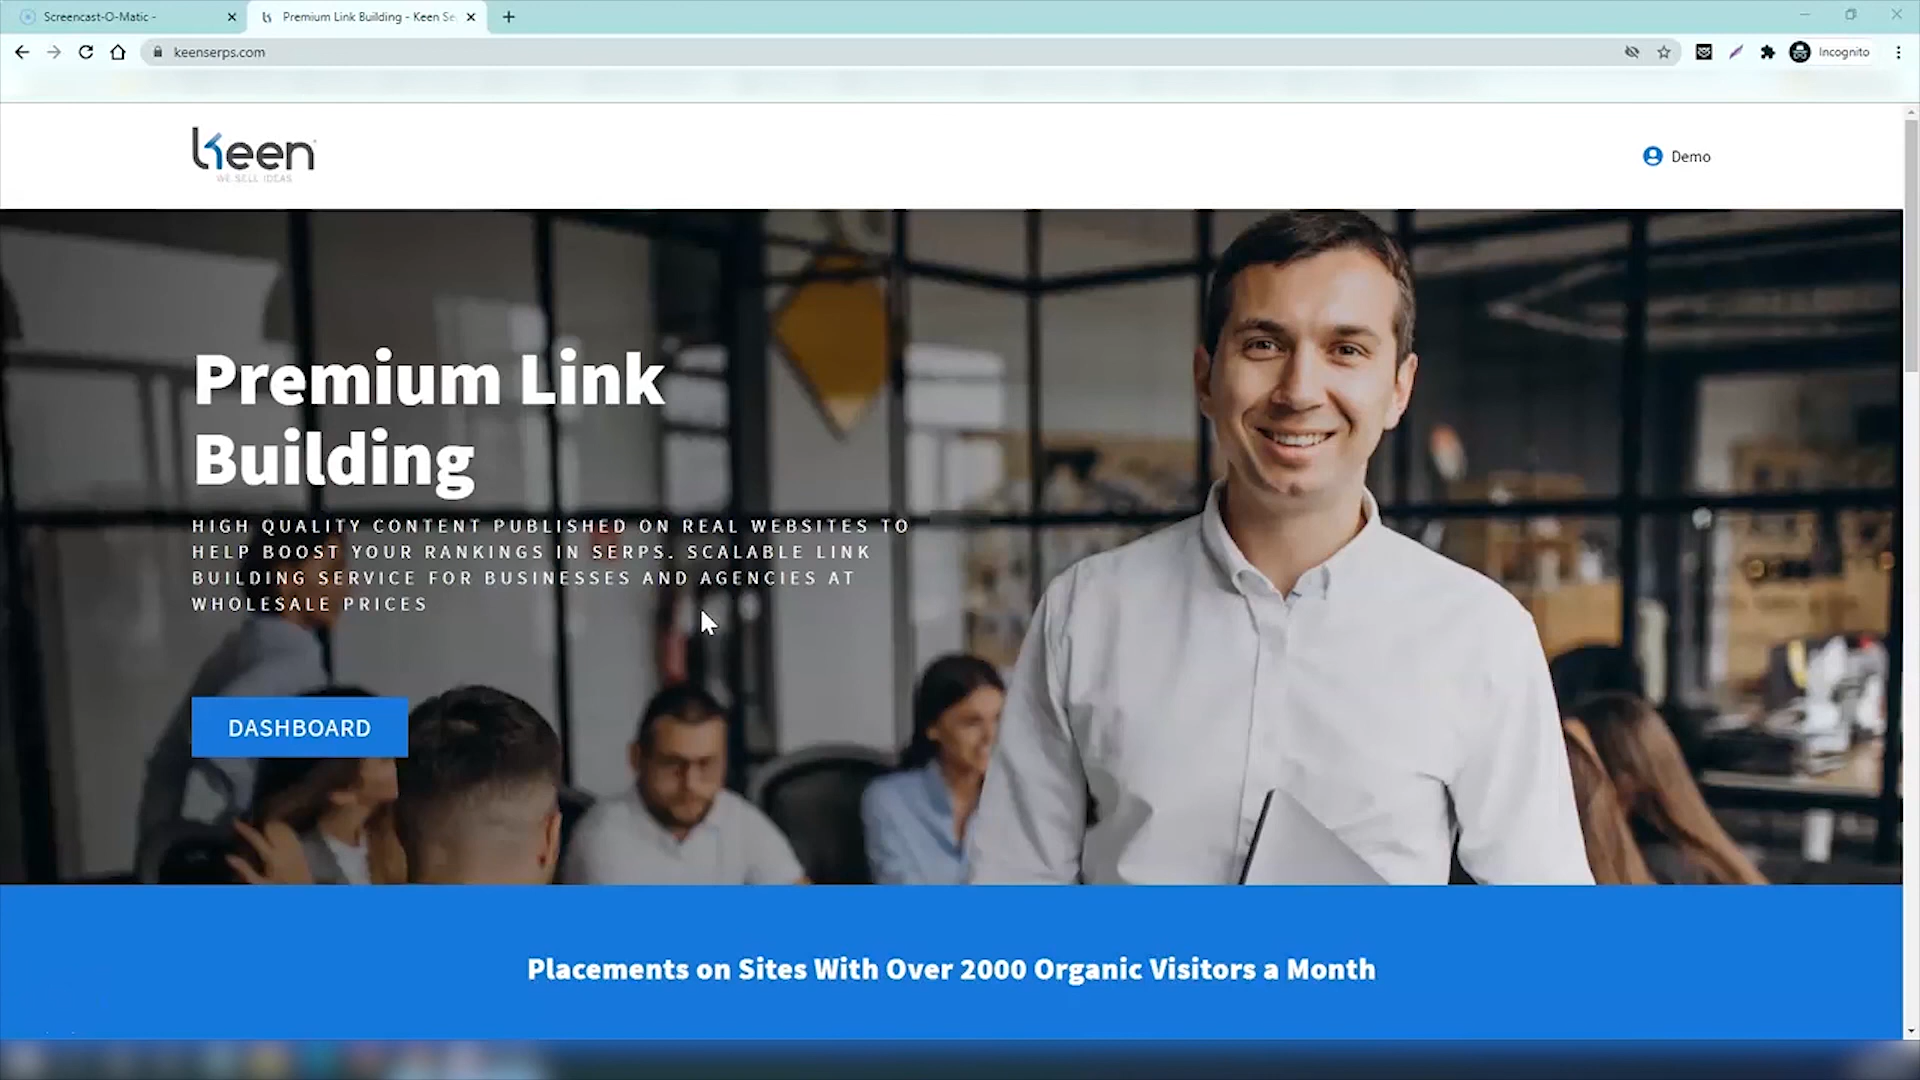 Screencast-O-Matic -
Premium Link Building - Keen Se
keenserps.com
Incognito
keen
WE SELL IDEAS
Demo
Premium Link
Building
HIGH QUALITY CONTENT PUBLISHED ON REAL WEBSITES TO
HELP BOOST YOUR RANKINGS IN SERPS. SCALABLE LINK
BUILDING SERVICE FOR BUSINESSES AND AGENCIES AT
WHOLESALE PRICES
DASHBOARD
Placements on Sites With Over 2000 Organic Visitors a Month